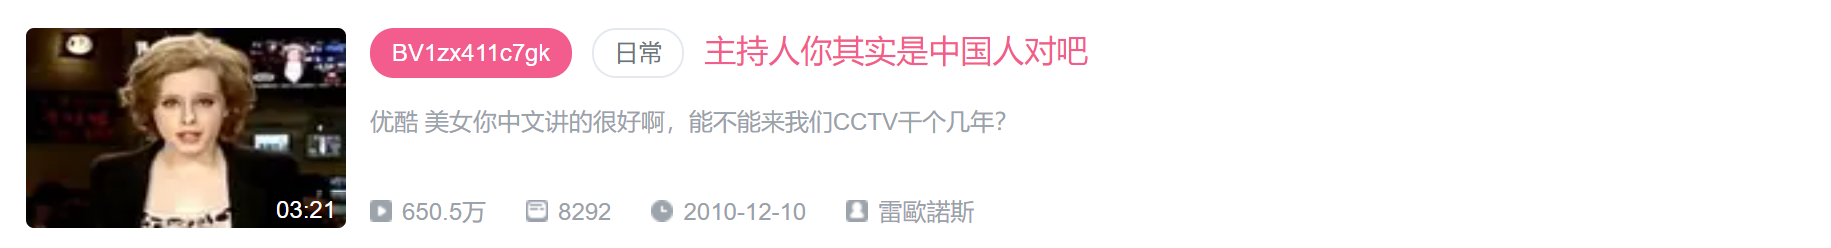 BV1zx411c7gk 日常 主持人你其实是中国人对吧
优酷 美女你中文讲的很好啊，能不能来我们CCTV干个几年?
03:21
650.5万 8292 2010-12-10 雷歐諾斯